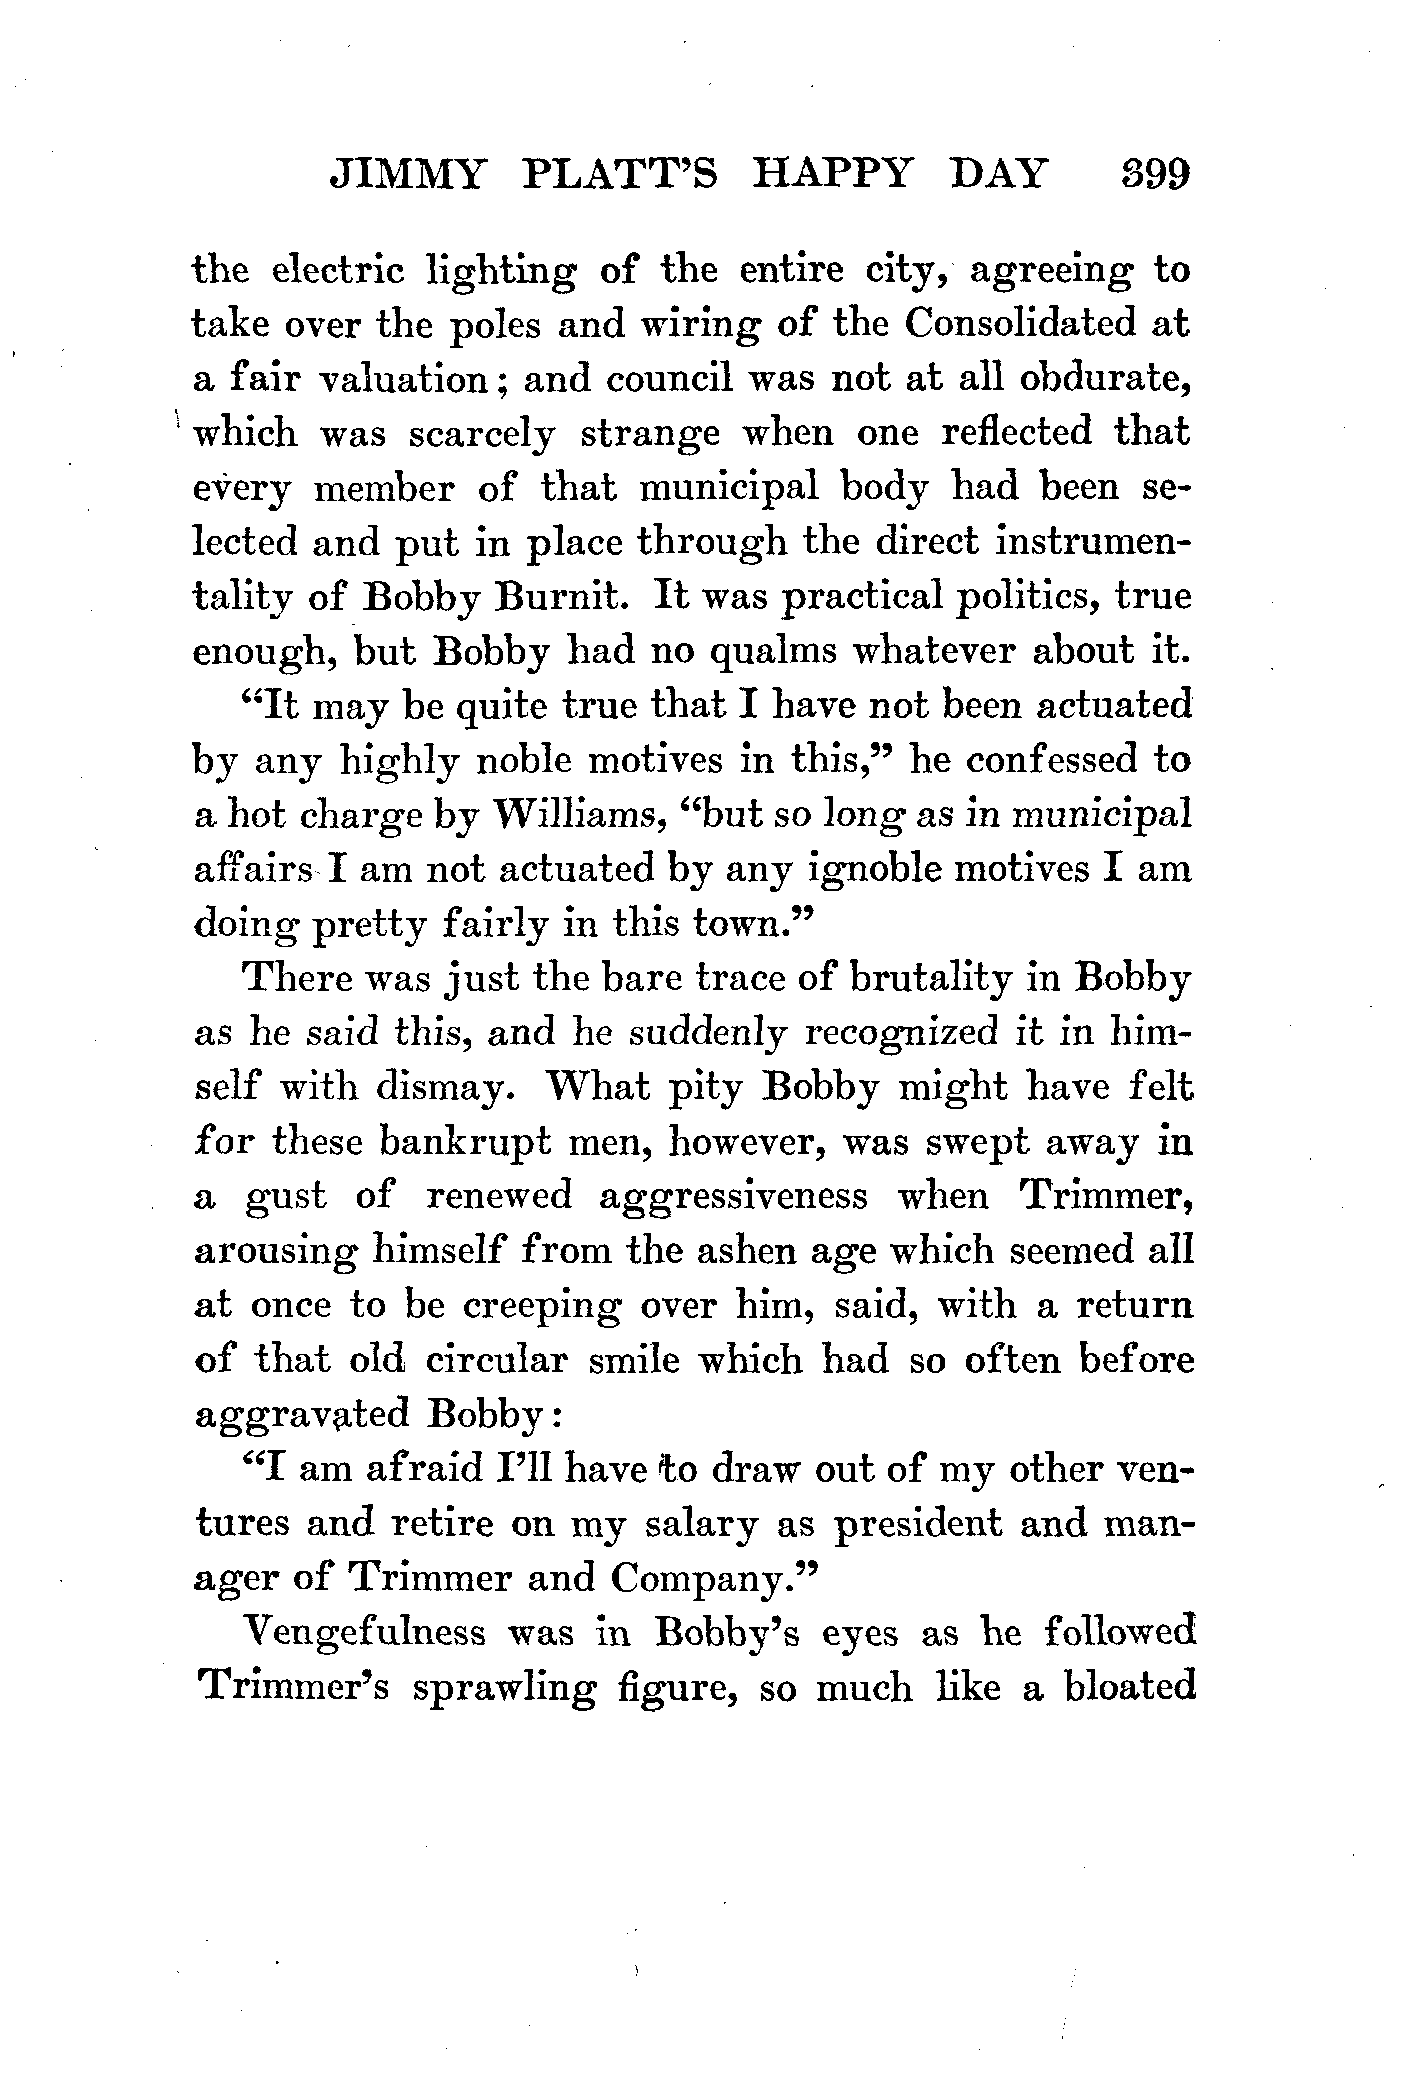 JIMMY PLATT'S HAPPY DAY 399
the electric lighting of the entire city, agreeing to
take over the poles and wiring of the Consolidated at
a fair valuation; and council was not at all obdurate,
which was scarcely strange when one reflected that
every member of that municipal body had been se-
lected and put in place through the direct instrumen-
tality of Bobby Burnit. It was practical politics, true
enough, but Bobby had no qualms whatever about it.
“It may be quite true that I have not been actuated
by any highly noble motives in this,” he confessed to
a hot charge by Williams, “but so long as in municipal
affairs I am not actuated by any ignoble motives I am
doing pretty fairly in this town.”
There was just the bare trace of brutality in Bobby
as he said this, and he suddenly recognized it in him-
self with dismay. What pity Bobby might have felt
for these bankrupt men, however, was swept away in
a gust of renewed aggressiveness when Trimmer,
arousing himself from the ashen age which seemed all
at once to be creeping over him, said, with a return
of that old circular smile which had so often before
aggravated Bobby:
“I am afraid I'll have to draw out of my other ven-
tures and retire on my salary as president and man-
ager of Trimmer and Company.”
Vengefulness was in Bobby's eyes as he followed
Trimmer's sprawling figure, so much like a bloated